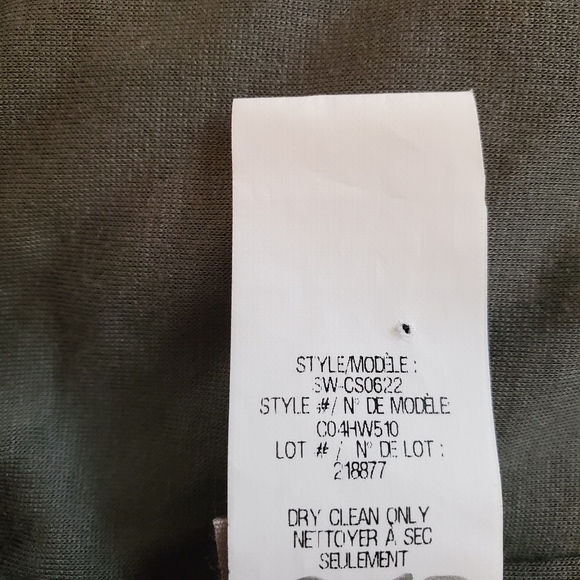 STYLE/MODÈLE :
SW-CS0622
STYLE #/ N° DE MODÈLE
C04HW510
LOT # / N° DE LOT :
218877
DRY CLEAN ONLY
NETTOYER À SEC
SEULEMENT